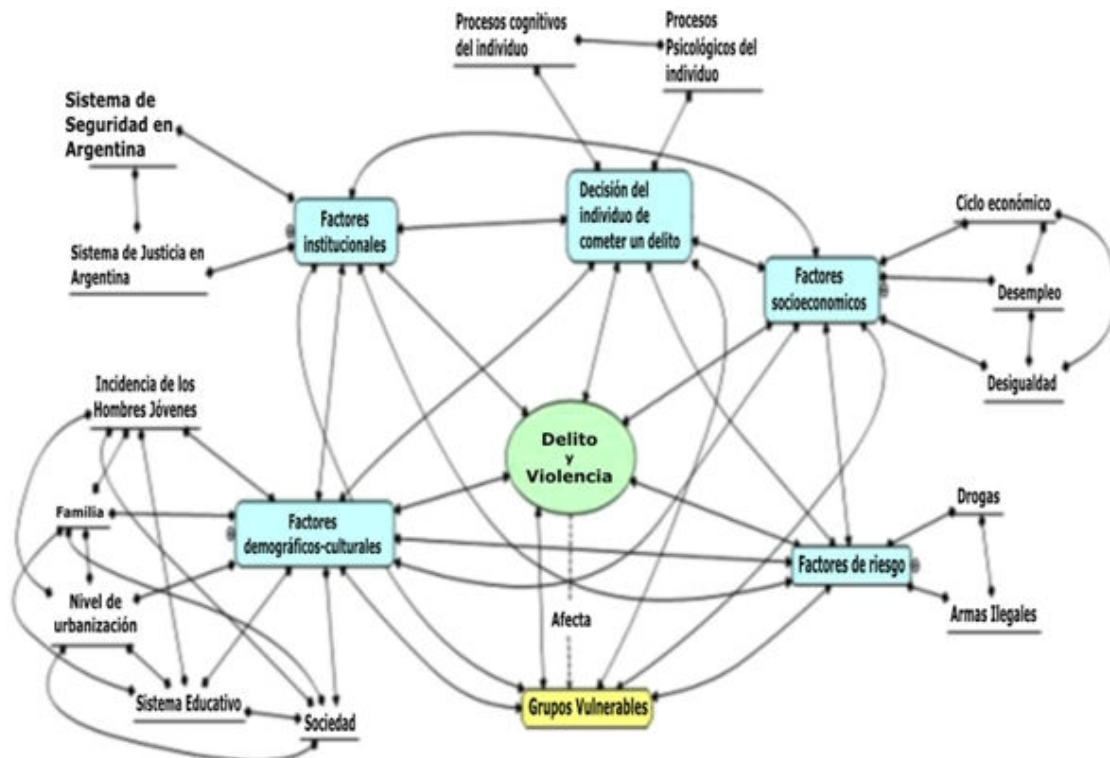 Procesos cognitivos
del individuo
Procesos
Psicológicos del
individuo
Sistema de
Seguridad en
Argentina
Sistema de Justicia en
Argentina
Factores
institucionales
Decisión del
individuo de
cometer un delito
Factores
socioeconomicos
Ciclo económico
Desempleo
Desigualdad
Incidencia de los
Hombres Jóvenes
Familia
Nivel de
urbanización
Sistema Educativo
Sociedad
Factores
demográficos-culturales
Delito
y
Violencia
Afecta
Grupos Vulnerables
Factores de riesgo
Drogas
Armas Ilegales